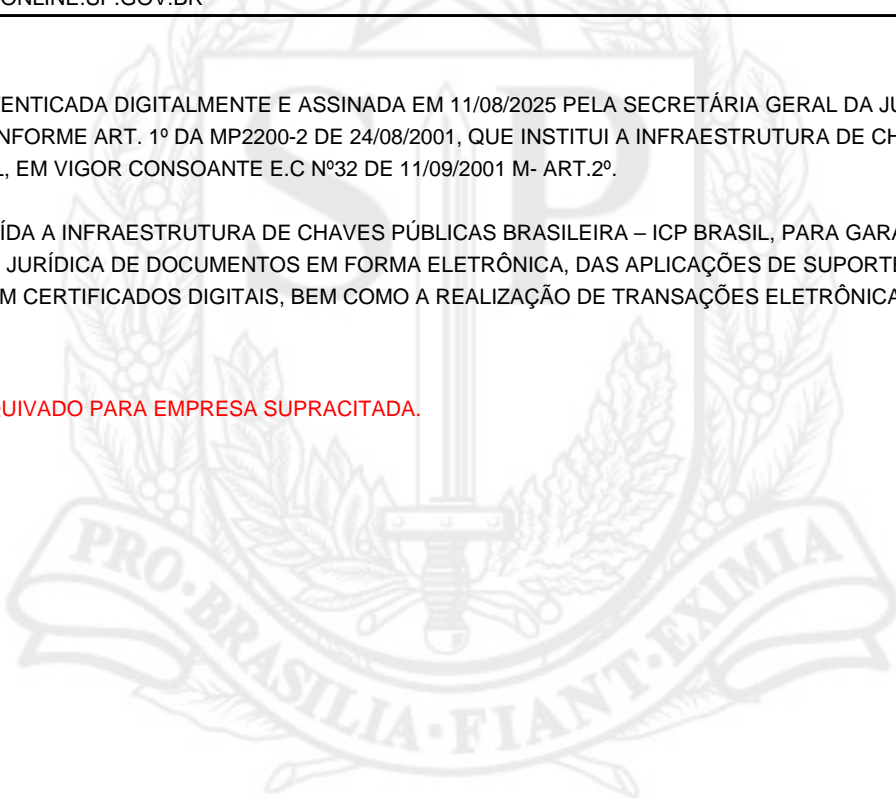 ONLINE.SP.GOV.BR
ENTICADA DIGITALMENTE E ASSINADA EM 11/08/2025 PELA SECRETÁRIA GERAL DA JU
NFORME ART. 1º DA MP2200-2 DE 24/08/2001, QUE INSTITUI A INFRAESTRUTURA DE CH
L, EM VIGOR CONSOANTE E.C Nº32 DE 11/09/2001 M- ART.2º.
ÍDA A INFRAESTRUTURA DE CHAVES PÚBLICAS BRASILEIRA – ICP BRASIL, PARA GARA
JURÍDICA DE DOCUMENTOS EM FORMA ELETRÔNICA, DAS APLICAÇÕES DE SUPORTE
M CERTIFICADOS DIGITAIS, BEM COMO A REALIZAÇÃO DE TRANSAÇÕES ELETRÔNICA
QUIVADO PARA EMPRESA SUPRACITADA.
SP
PRO·BRASILIA·FIANT·EXIMIA